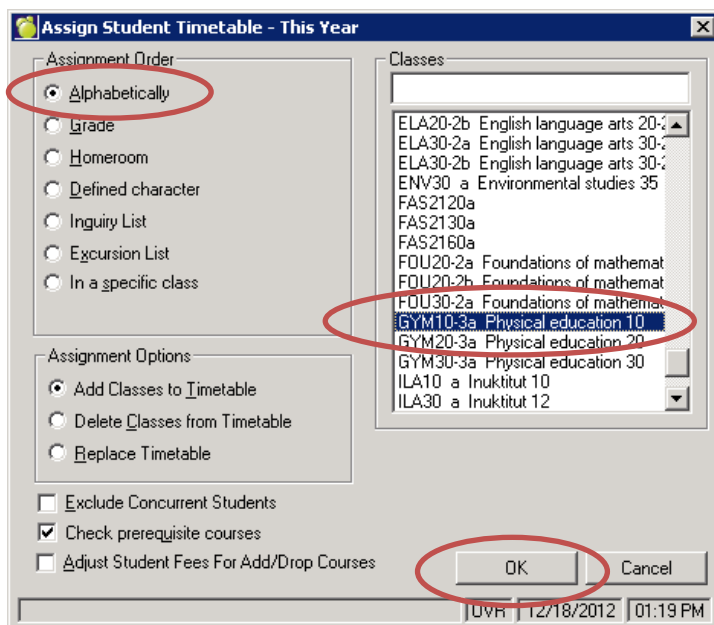 Assign Student Timetable - This Year
Assignment Order
Alphabetically
Grade
Homeroom
Defined character
Inguiry List
Excursion List
In a specific class
Assignment Options
Add Classes to Timetable
Delete Classes from Timetable
Replace Timetable
Exclude Concurrent Students
Check prerequisite courses
Adjust Student Fees For Add/Drop Courses
Classes
ELA20-2b English language arts 20-2
ELA30-2a English language arts 30-2
ELA30-2b English language arts 30-2
ENV30 a Environmental studies 35
FAS2120a
FAS2130a
FAS2160a
FOU20-2a Foundations of mathemat
FOU20-2b Foundations of mathemat
FOU30-2a Foundations of mathemat
GYM10-3a Physical education 10
GYM20-3a Physical education 20
GYM30-3a Physical education 30
ILA10 a Inuktitut 10
ILA30 a Inuktitut 12
OK
Cancel
OVR 12/18/2012 01:19 PM